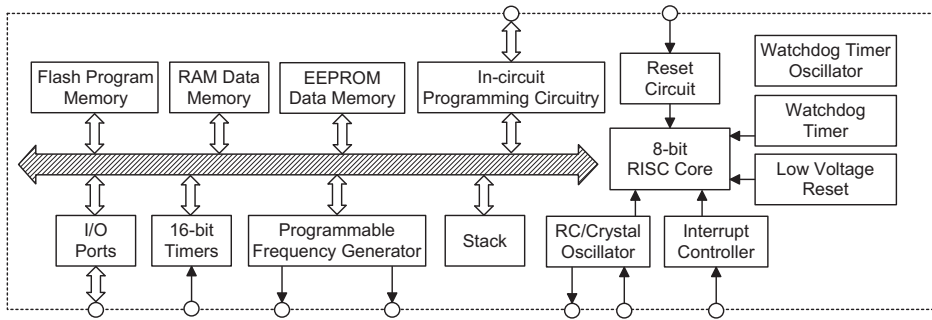 Flash Program
Memory
RAM Data
Memory
EEPROM
Data Memory
In-circuit
Programming Circuitry
Reset
Circuit
Watchdog Timer
Oscillator
Watchdog
Timer
8-bit
RISC Core
Low Voltage
Reset
I/O
Ports
16-bit
Timers
Programmable
Frequency Generator
Stack
RC/Crystal
Oscillator
Interrupt
Controller